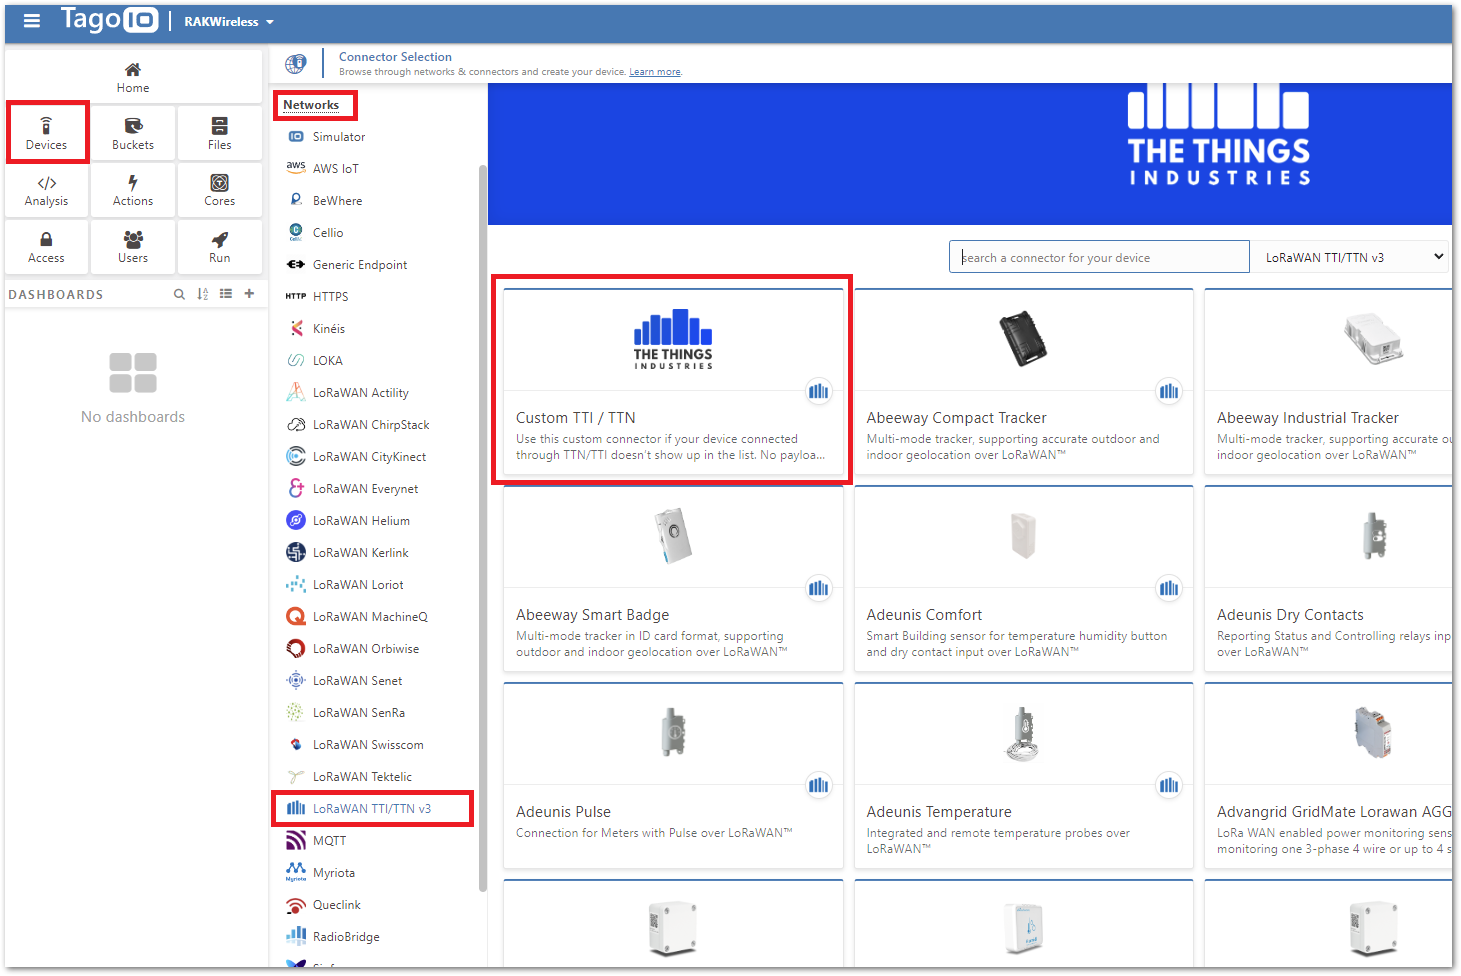 Tago IO
RAKWireless
Home
Devices
Buckets
Files
Analysis
Actions
Cores
Access
Users
Run
DASHBOARDS
No dashboards
Connector Selection
Browse through networks & connectors and create your device. Learn more.
Networks
Simulator
aws AWS IoT
BeWhere
Cellio
Generic Endpoint
HTTP HTTPS
Kinéis
LOKA
LoRaWAN Actility
LoRaWAN ChirpStack
LoRaWAN CityKinect
LoRaWAN Everynet
LoRaWAN Helium
LoRaWAN Kerlink
LoRaWAN Loriot
LoRaWAN MachineQ
LoRaWAN Orbiwise
LoRaWAN Senet
LoRaWAN SenRa
LoRaWAN Swisscom
LoRaWAN Tektelic
LoRaWAN TTI/TTN v3
MQTT
Myriota Myriota
Queclink
RadioBridge
THE THINGS
INDUSTRIES
search a connector for your device
LoRaWAN TTI/TTN v3
THE THINGS
INDUSTRIES
Custom TTI / TTN
Use this custom connector if your device connected
through TTN/TTI doesn't show up in the list. No payloa...
Abeeway Compact Tracker
Multi-mode tracker, supporting accurate outdoor and
indoor geolocation over LoRaWAN™
Abeeway Industrial Tracker
Multi-mode tracker, supporting accurate
indoor geolocation over LoRaWAN™
Abeeway Smart Badge
Multi-mode tracker in ID card format, supporting
outdoor and indoor geolocation over LoRaWAN™
Adeunis Comfort
Smart Building sensor for temperature humidity button
and dry contact input over LoRaWAN™
Adeunis Dry Contacts
Reporting Status and Controlling relays inp
over LoRaWAN™
Adeunis Pulse
Connection for Meters with Pulse over LoRaWAN™
Adeunis Temperature
Integrated and remote temperature probes over
LoRaWAN™
Advangrid GridMate Lorawan AGG
LoRa WAN enabled power monitoring sens
monitoring one 3-phase 4 wire or up to 4 s